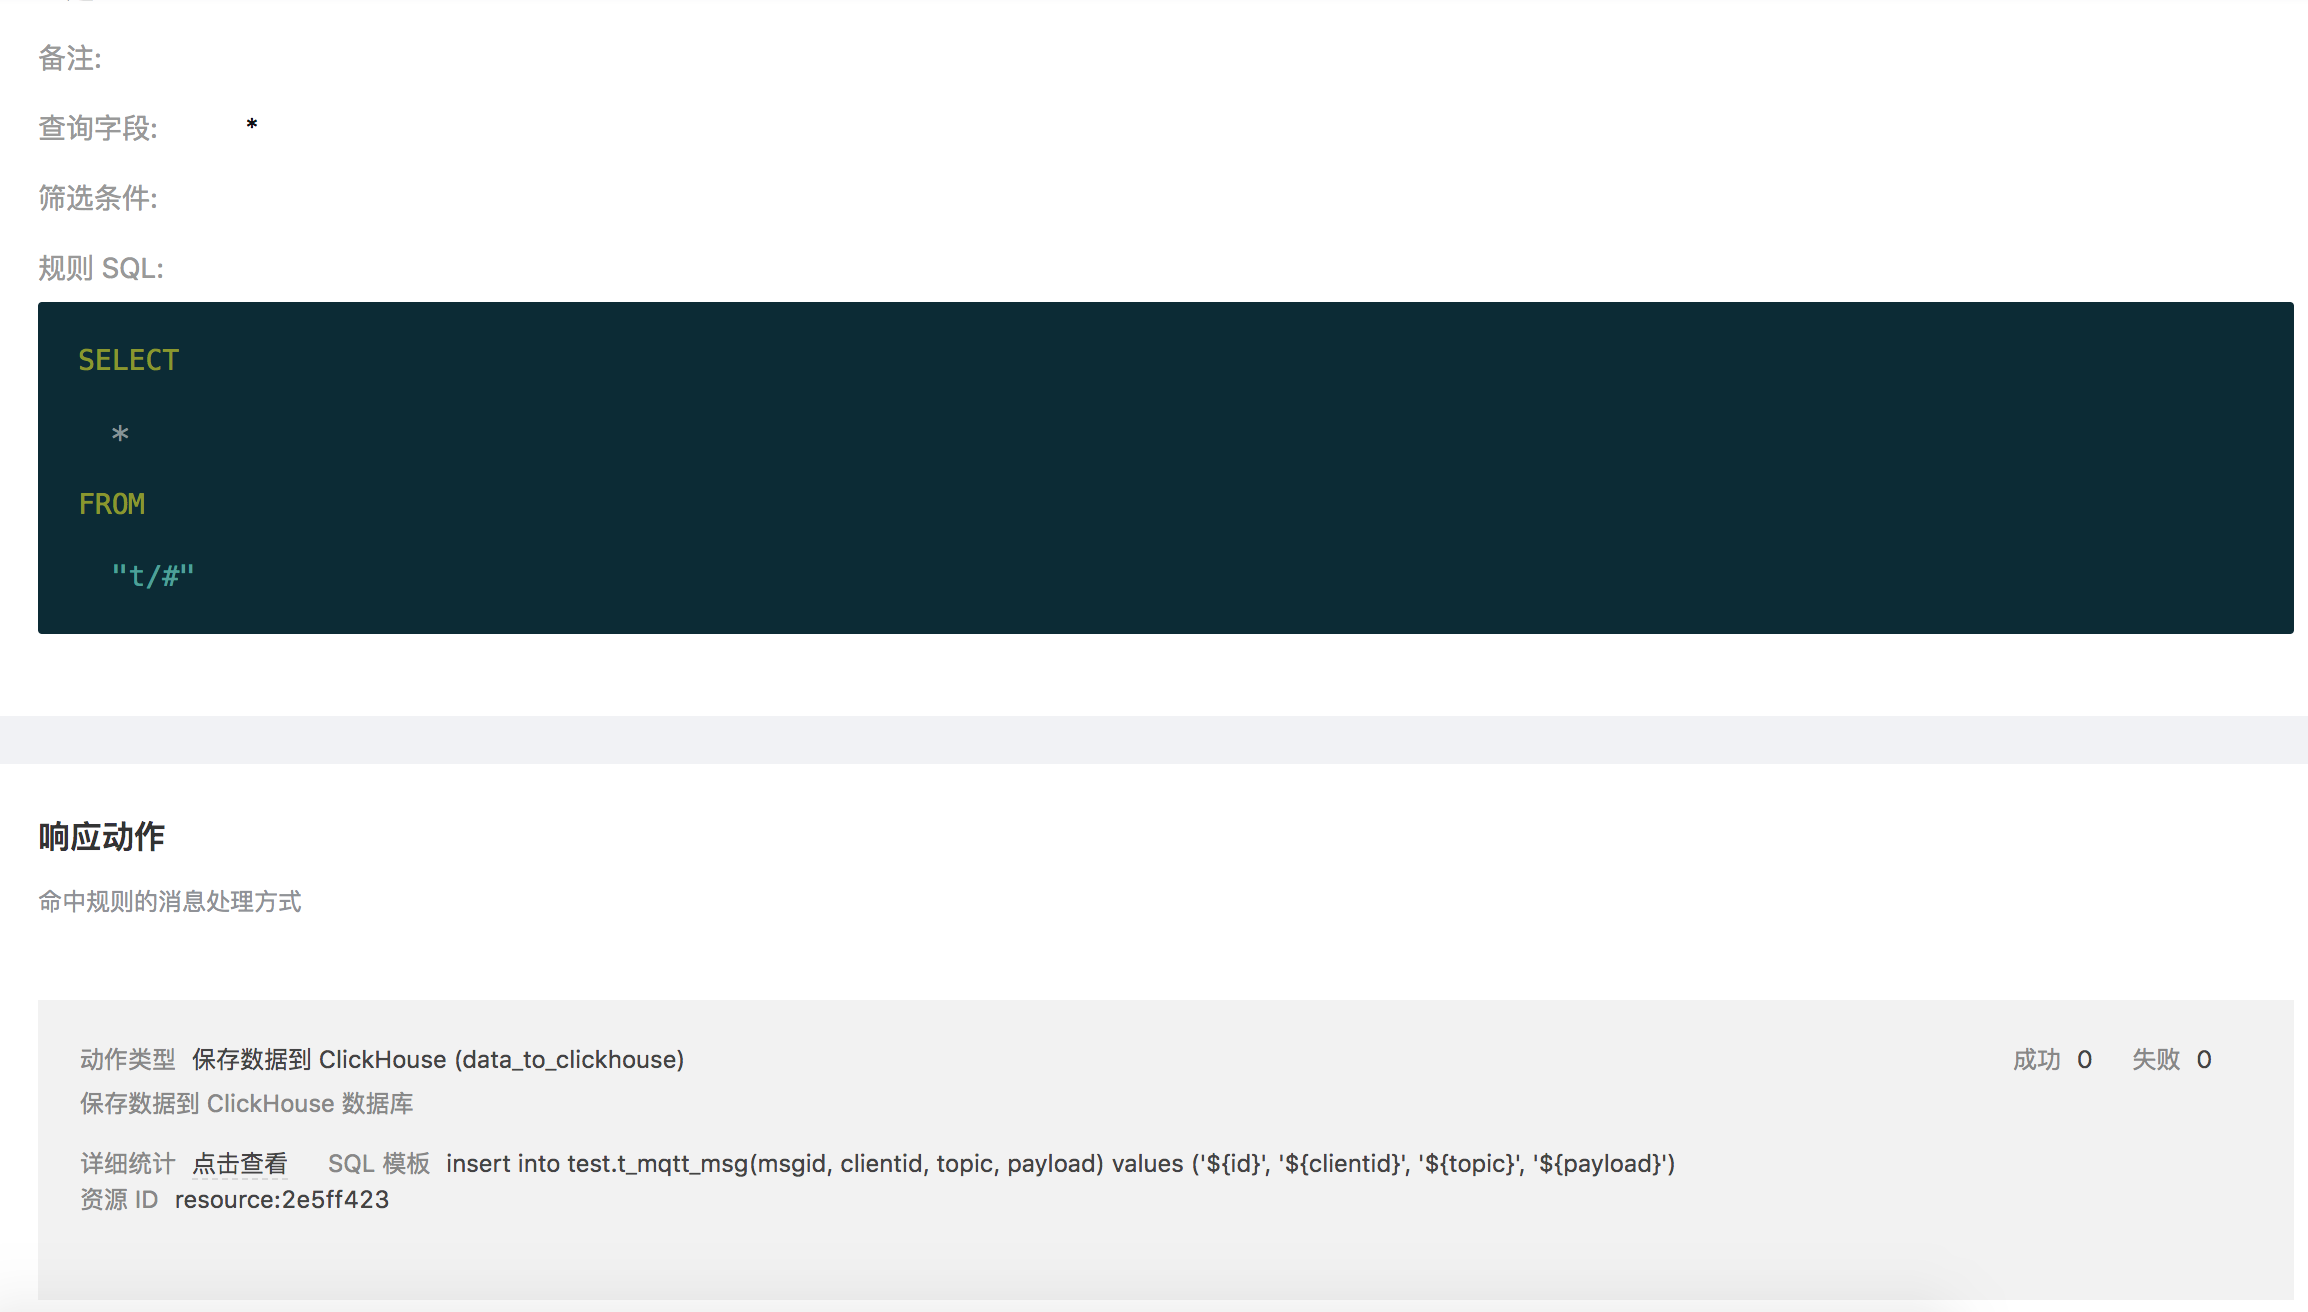 备注:
查询字段: *
筛选条件:
规则 SQL:
SELECT
*
FROM
"t/#"
响应动作
命中规则的消息处理方式
动作类型 保存数据到 ClickHouse (data_to_clickhouse) 成功 0 失败 0
保存数据到 ClickHouse 数据库
详细统计 点击查看 SQL 模板 insert into test.t_mqtt_msg(msgid, clientid, topic, payload) values ('${id}', '${clientid}', '${topic}', '${payload}')
资源 ID resource:2e5ff423